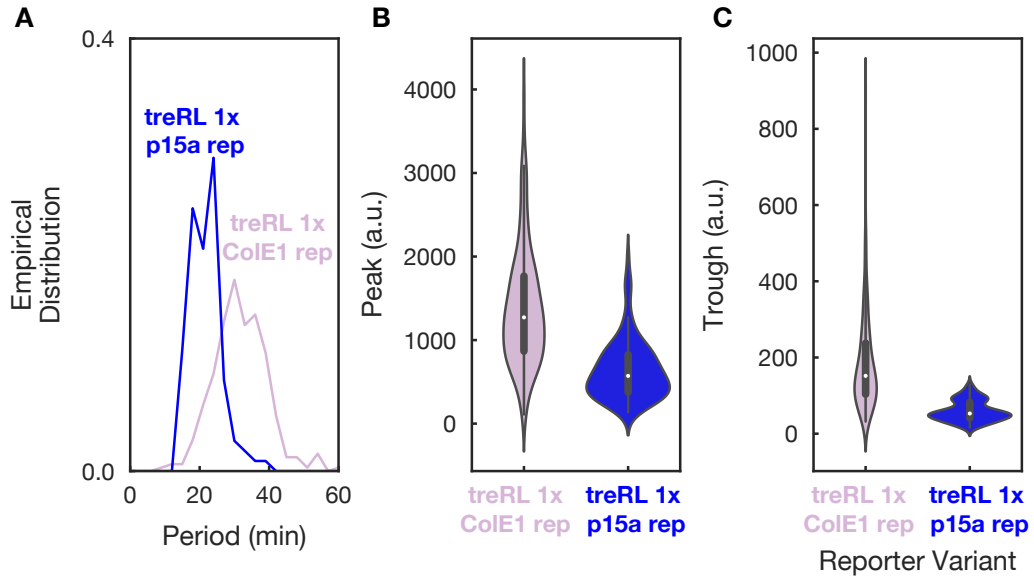 A
0.4
treRL 1x
p15a rep
treRL 1x
ColE1 rep
Empirical
Distribution
0.0
0
20
40
60
Period (min)
B
4000
3000
2000
1000
0
Peak (a.u.)
treRL 1x
ColE1 rep
treRL 1x
p15a rep
C
1000
800
600
400
200
0
Trough (a.u.)
treRL 1x
ColE1 rep
treRL 1x
p15a rep
Reporter Variant